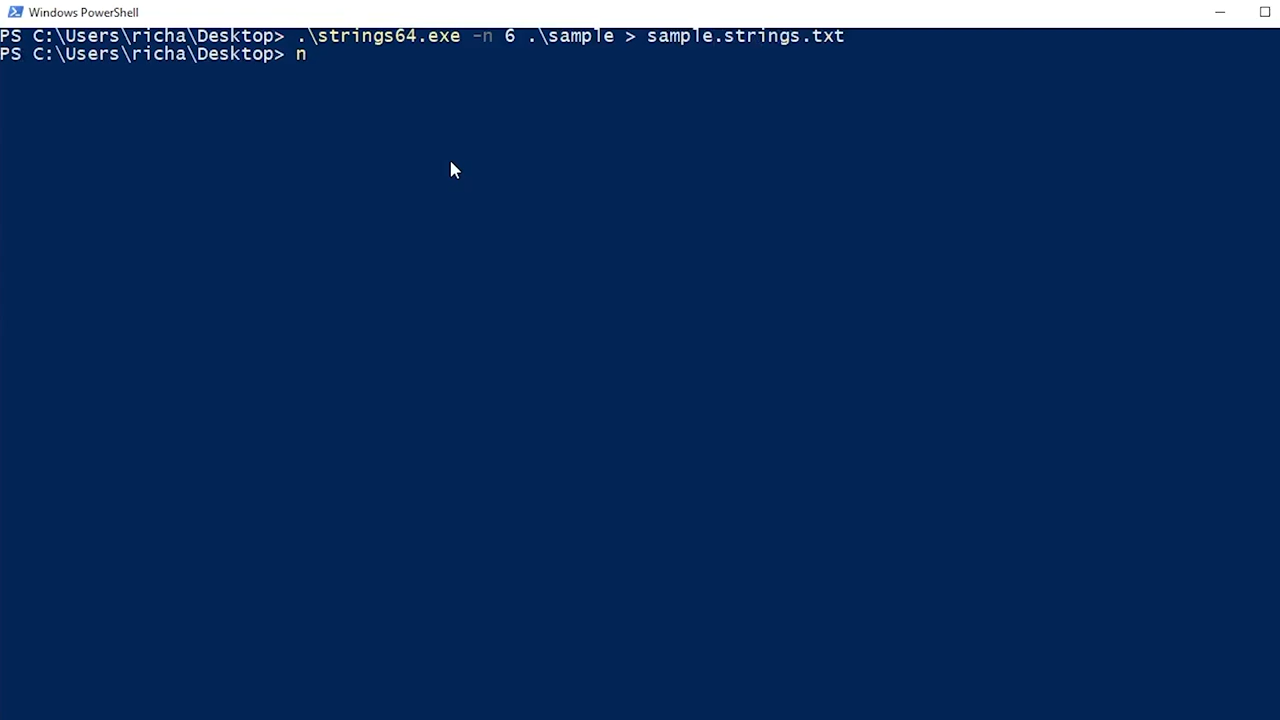 Windows PowerShell
PS C:\Users\richa\Desktop> .\strings64.exe -n 6 .\sample > sample.strings.txt
PS C:\Users\richa\Desktop> n